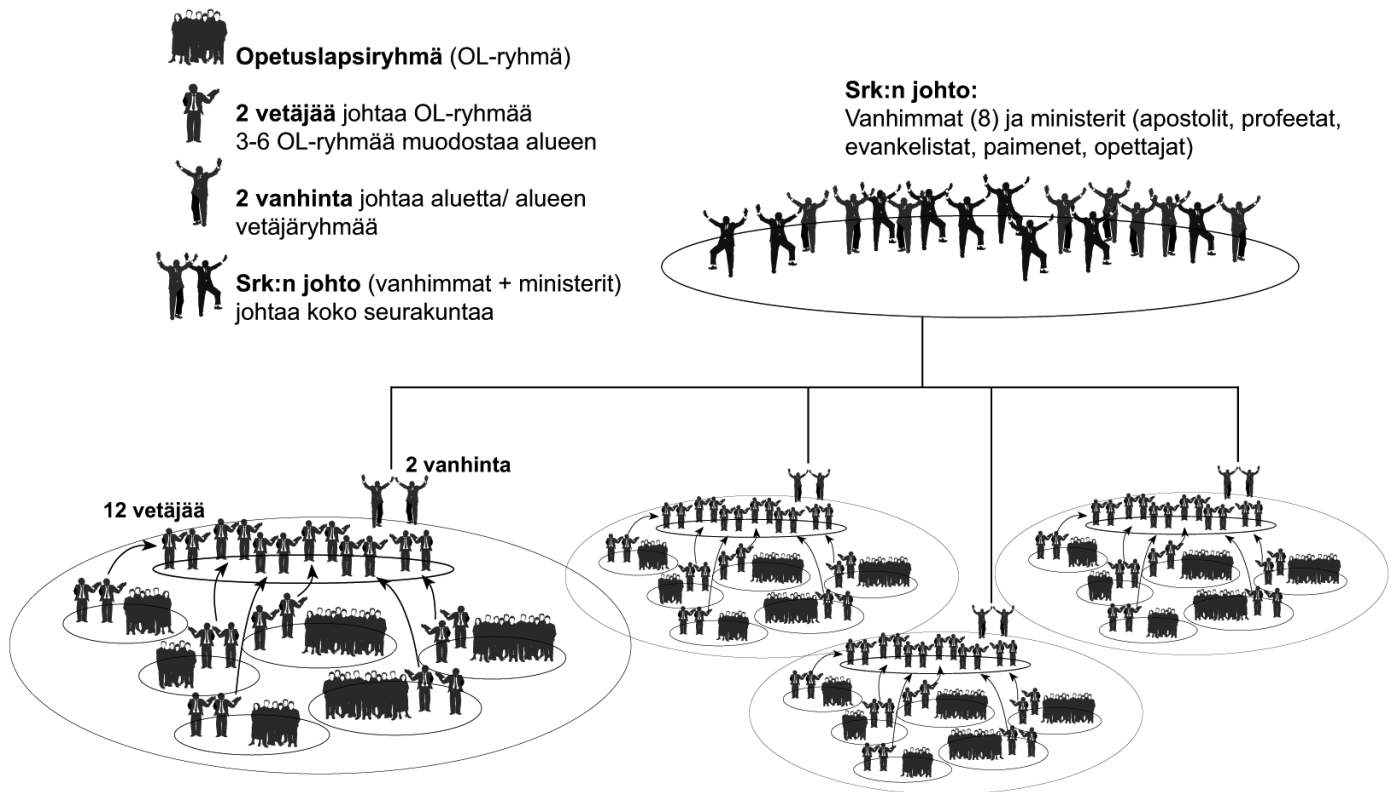 Opetuslapsiryhmä (OL-ryhmä)
2 vetäjää johtaa OL-ryhmää
3-6 OL-ryhmää muodostaa alueen
2 vanhinta johtaa aluetta/ alueen
vetäjäryhmää
Srk:n johto (vanhimmat + ministerit)
johtaa koko seurakuntaa
Srk:n johto:
Vanhimmat (8) ja ministerit (apostolit, profeetat,
evankelistat, paimenet, opettajat)
2 vanhinta
12 vetäjää